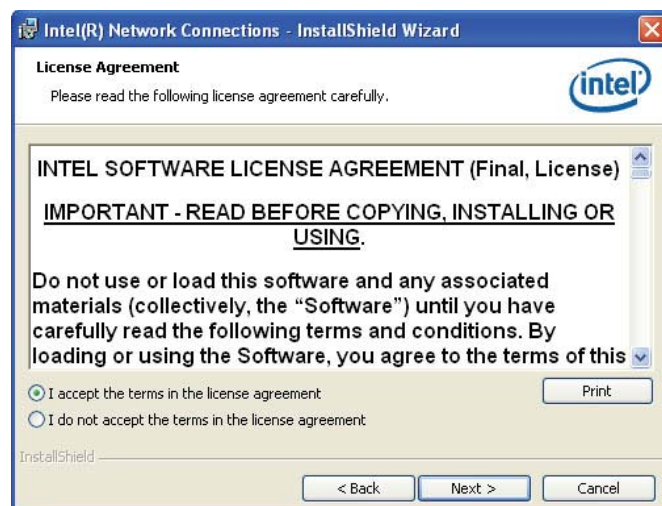 Intel(R) Network Connections - InstallShield Wizard
License Agreement
Please read the following license agreement carefully.
intel
INTEL SOFTWARE LICENSE AGREEMENT (Final, License)
IMPORTANT - READ BEFORE COPYING, INSTALLING OR
USING.
Do not use or load this software and any associated
materials (collectively, the “Software”) until you have
carefully read the following terms and conditions. By
loading or using the Software, you agree to the terms of this
I accept the terms in the license agreement
Print
I do not accept the terms in the license agreement
InstallShield
< Back
Next >
Cancel